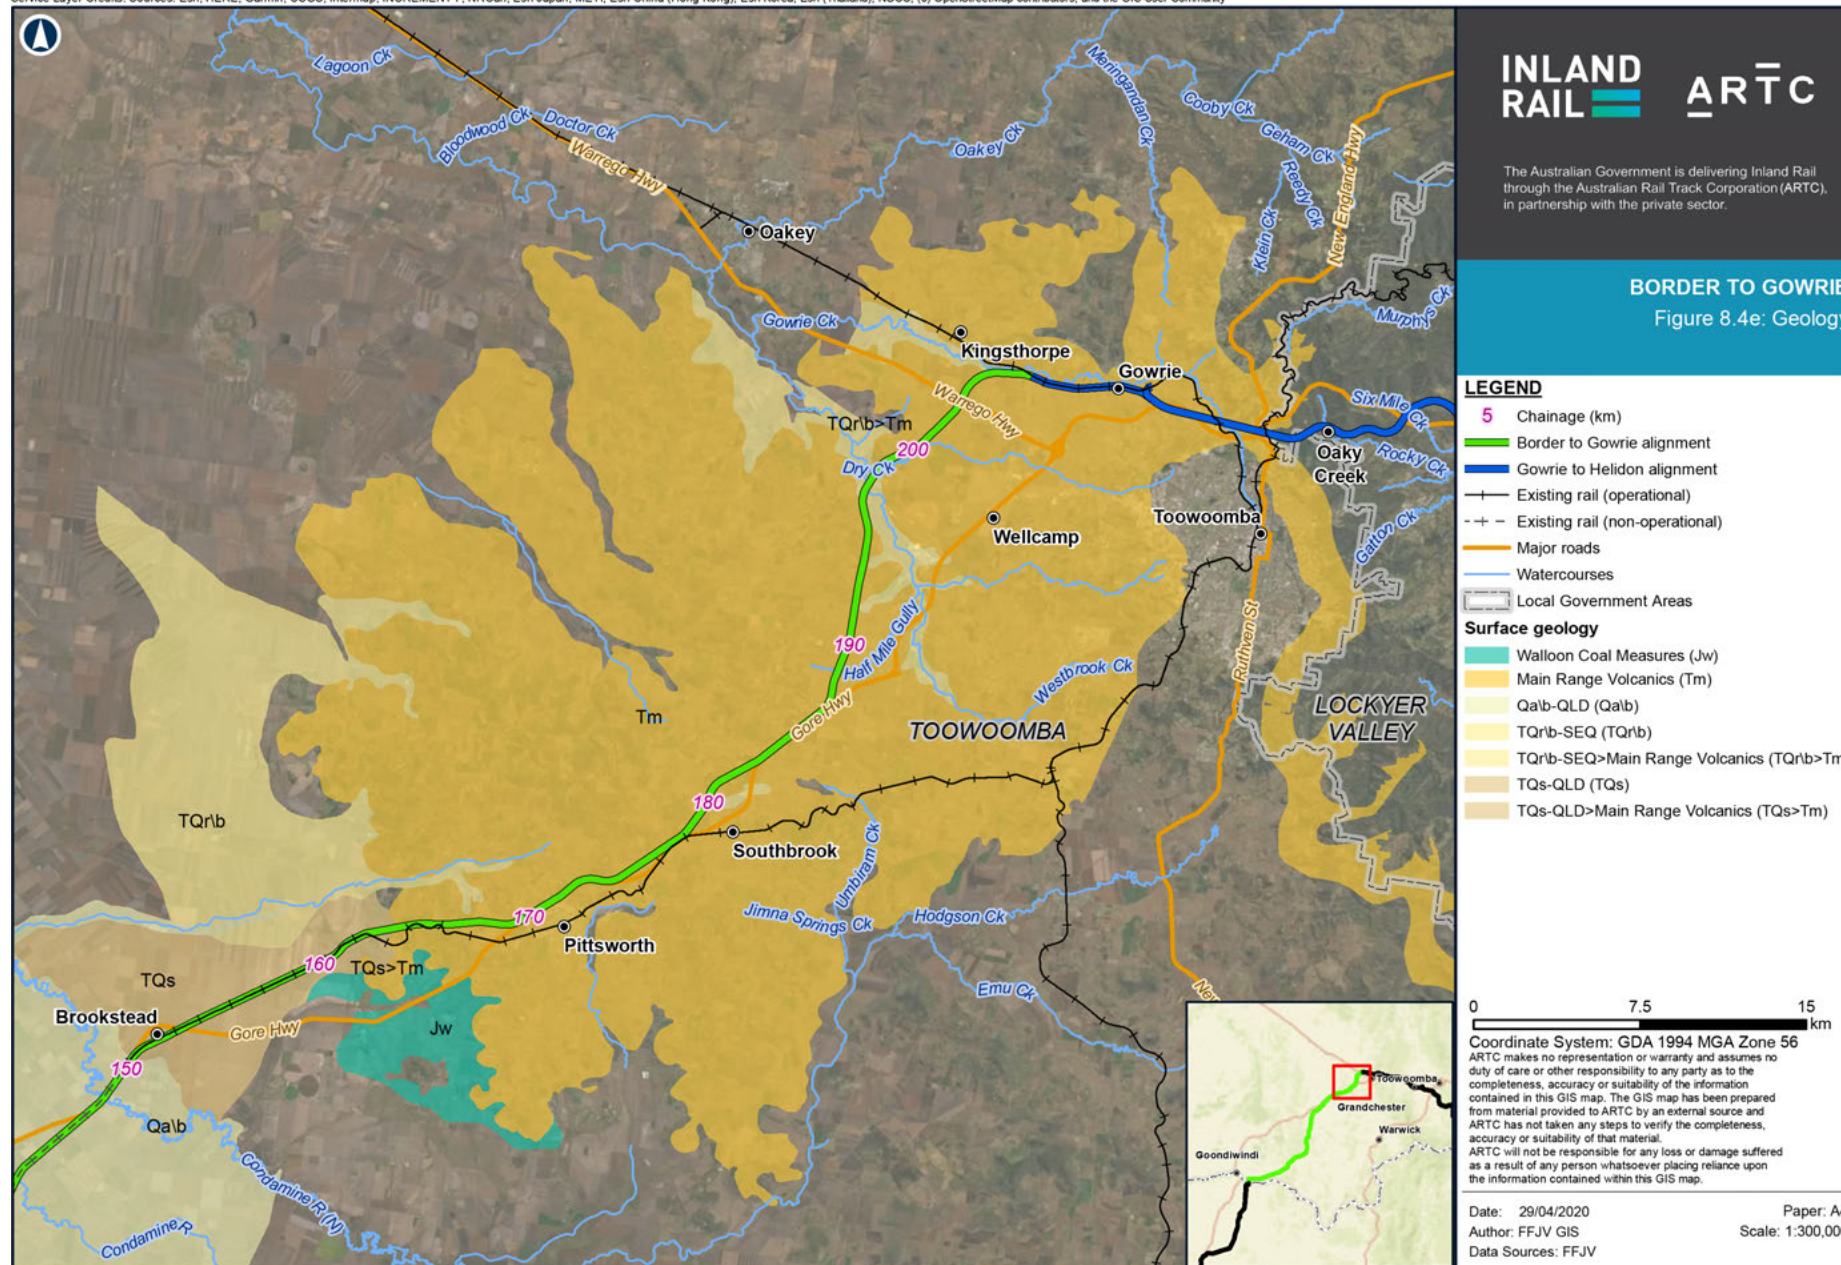 INLAND
RAIL
ARTC
The Australian Government is delivering Inland Rail
through the Australian Rail Track Corporation (ARTC),
in partnership with the private sector.
BORDER TO GOWRIE
Figure 8.4e: Geology
LEGEND
5 Chainage (km)
Border to Gowrie alignment
Gowrie to Helidon alignment
Existing rail (operational)
Existing rail (non-operational)
Major roads
Watercourses
Local Government Areas
Surface geology
Walloon Coal Measures (Jw)
Main Range Volcanics (Tm)
Qa\b-QLD (Qa\b)
TQr\b-SEQ (TQr\b)
TQr\b-SEQ>Main Range Volcanics (TQr\b>Tm
TQs-QLD (TQs)
TQs-QLD>Main Range Volcanics (TQs>Tm)
0 7.5 15
km
Coordinate System: GDA 1994 MGA Zone 56
ARTC makes no representation or warranty and assumes no
duty of care or other responsibility to any party as to the
completeness, accuracy or suitability of the information
contained in this GIS map. The GIS map has been prepared
from material provided to ARTC by an external source and
ARTC has not taken any steps to verify the completeness,
accuracy or suitability of that material.
ARTC will not be responsible for any loss or damage suffered
as a result of any person whatsoever placing reliance upon
the information contained within this GIS map.
Date: 29/04/2020
Paper: A
Author: FFJV GIS
Scale: 1:300,00
Data Sources: FFJV
Lagoon Ck
Bloodwood Ck
Doctor Ck
Warrego Hwy
Oakey Ck
Meringandan Ck
Cooby Ck
Geham Ck
Reedy Ck
Klein Ck
New England Hwy
Murphys Ck
Oakey
Gowrie Ck
Kingsthorpe
Gowrie
Warrego Hwy
Six Mile Ck
Oaky
Creek
Rocky Ck
TQr\b>Tm
200
Dry Ck
Wellcamp
Toowoomba
Gatton Ck
190
Half Mile Gully
Gore Hwy
Westbrook Ck
Ruthven St
TOOWOOMBA
LOCKYER
VALLEY
Tm
180
TQr\b
Southbrook
Umbiram Ck
Jimna Springs Ck
Hodgson Ck
170
Pittsworth
160
TQs>Tm
TQs
Emu Ck
Brookstead
Gore Hwy
Jw
150
Qa\b
Condamine R (N)
Condamine R
New
Toowoomba
Grandchester
Warwick
Goondiwindi